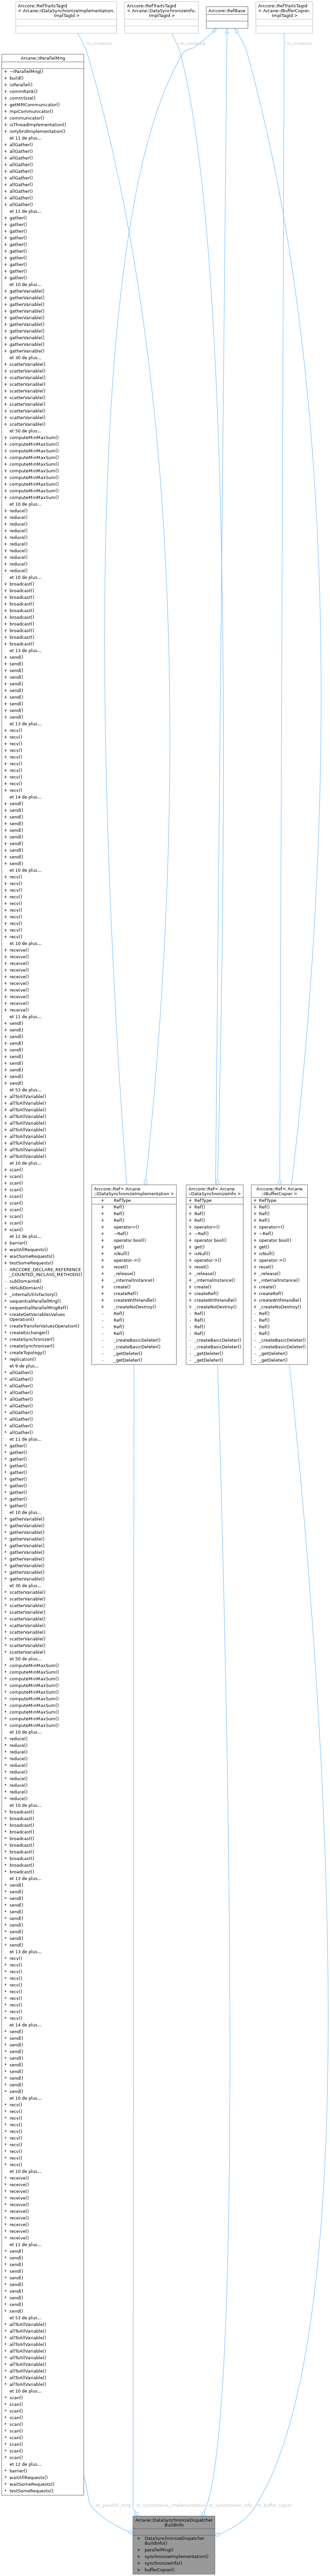 Arccore::RefTraitsTagId
< Arcane::IDataSynchronizeImplementation,
ImplTagId >
Arccore::RefTraitsTagId
< Arcane::DataSynchronizeInfo,
ImplTagId >
Arccore::RefBase
Arccore::RefTraitsTagId
< Arcane::IBufferCopier,
ImplTagId >
m_instance
m_instance
m_instance
Arcane::IParallelMng
+ ~IParallelMng()
+ build()
+ isParallel()
+ commRank()
+ commSize()
+ getMPICommunicator()
+ mpiCommunicator()
+ communicator()
+ isThreadImplementation()
+ isHybridImplementation()
et 11 de plus...
+ allGather()
+ allGather()
+ allGather()
+ allGather()
+ allGather()
+ allGather()
+ allGather()
+ allGather()
+ allGather()
+ allGather()
et 11 de plus...
+ gather()
+ gather()
+ gather()
+ gather()
+ gather()
+ gather()
+ gather()
+ gather()
+ gather()
+ gather()
et 10 de plus...
+ gatherVariable()
+ gatherVariable()
+ gatherVariable()
+ gatherVariable()
+ gatherVariable()
+ gatherVariable()
+ gatherVariable()
+ gatherVariable()
+ gatherVariable()
+ gatherVariable()
et 30 de plus...
+ scatterVariable()
+ scatterVariable()
+ scatterVariable()
+ scatterVariable()
+ scatterVariable()
+ scatterVariable()
+ scatterVariable()
+ scatterVariable()
+ scatterVariable()
+ scatterVariable()
et 50 de plus...
+ computeMinMaxSum()
+ computeMinMaxSum()
+ computeMinMaxSum()
+ computeMinMaxSum()
+ computeMinMaxSum()
+ computeMinMaxSum()
+ computeMinMaxSum()
+ computeMinMaxSum()
+ computeMinMaxSum()
+ computeMinMaxSum()
et 10 de plus...
+ reduce()
+ reduce()
+ reduce()
+ reduce()
+ reduce()
+ reduce()
+ reduce()
+ reduce()
+ reduce()
+ reduce()
et 10 de plus...
+ broadcast()
+ broadcast()
+ broadcast()
+ broadcast()
+ broadcast()
+ broadcast()
+ broadcast()
+ broadcast()
+ broadcast()
+ broadcast()
et 13 de plus...
+ send()
+ send()
+ send()
+ send()
+ send()
+ send()
+ send()
+ send()
+ send()
+ send()
et 13 de plus...
+ recv()
+ recv()
+ recv()
+ recv()
+ recv()
+ recv()
+ recv()
+ recv()
+ recv()
+ recv()
et 14 de plus...
+ send()
+ send()
+ send()
+ send()
+ send()
+ send()
+ send()
+ send()
+ send()
+ send()
et 10 de plus...
+ recv()
+ recv()
+ recv()
+ recv()
+ recv()
+ recv()
+ recv()
+ recv()
+ recv()
+ recv()
et 10 de plus...
+ receive()
+ receive()
+ receive()
+ receive()
+ receive()
+ receive()
+ receive()
+ receive()
+ receive()
+ receive()
et 11 de plus...
+ send()
+ send()
+ send()
+ send()
+ send()
+ send()
+ send()
+ send()
+ send()
+ send()
et 53 de plus...
+ allToAllVariable()
+ allToAllVariable()
+ allToAllVariable()
+ allToAllVariable()
+ allToAllVariable()
+ allToAllVariable()
+ allToAllVariable()
+ allToAllVariable()
+ allToAllVariable()
+ allToAllVariable()
et 10 de plus...
+ scan()
+ scan()
+ scan()
+ scan()
+ scan()
+ scan()
+ scan()
+ scan()
+ scan()
+ scan()
et 12 de plus...
+ barrier()
+ waitAllRequests()
+ waitSomeRequests()
+ testSomeRequests()
- ARCCORE_DECLARE_REFERENCE
_COUNTED_INCLASS_METHODS()
- subDomainId()
- nbSubDomain()
- _internalUtilsFactory()
- sequentialParallelMng()
- sequentialParallelMngRef()
- createGetVariablesValues
Operation()
- createTransferValuesOperation()
- createExchanger()
- createSynchronizer()
- createSynchronizer()
- createTopology()
- replication()
et 9 de plus...
* allGather()
* allGather()
* allGather()
* allGather()
* allGather()
* allGather()
* allGather()
* allGather()
* allGather()
* allGather()
et 11 de plus...
* gather()
* gather()
* gather()
* gather()
* gather()
* gather()
* gather()
* gather()
* gather()
* gather()
et 10 de plus...
* gatherVariable()
* gatherVariable()
* gatherVariable()
* gatherVariable()
* gatherVariable()
* gatherVariable()
* gatherVariable()
* gatherVariable()
* gatherVariable()
* gatherVariable()
et 30 de plus...
* scatterVariable()
* scatterVariable()
* scatterVariable()
* scatterVariable()
* scatterVariable()
* scatterVariable()
* scatterVariable()
* scatterVariable()
* scatterVariable()
* scatterVariable()
et 50 de plus...
* computeMinMaxSum()
* computeMinMaxSum()
* computeMinMaxSum()
* computeMinMaxSum()
* computeMinMaxSum()
* computeMinMaxSum()
* computeMinMaxSum()
* computeMinMaxSum()
* computeMinMaxSum()
* computeMinMaxSum()
et 10 de plus...
* reduce()
* reduce()
* reduce()
* reduce()
* reduce()
* reduce()
* reduce()
* reduce()
* reduce()
* reduce()
et 10 de plus...
* broadcast()
* broadcast()
* broadcast()
* broadcast()
* broadcast()
* broadcast()
* broadcast()
* broadcast()
* broadcast()
* broadcast()
et 13 de plus...
* send()
* send()
* send()
* send()
* send()
* send()
* send()
* send()
* send()
* send()
et 13 de plus...
* recv()
* recv()
* recv()
* recv()
* recv()
* recv()
* recv()
* recv()
* recv()
* recv()
et 14 de plus...
* send()
* send()
* send()
* send()
* send()
* send()
* send()
* send()
* send()
* send()
et 10 de plus...
* recv()
* recv()
* recv()
* recv()
* recv()
* recv()
* recv()
* recv()
* recv()
* recv()
et 10 de plus...
* receive()
* receive()
* receive()
* receive()
* receive()
* receive()
* receive()
* receive()
* receive()
* receive()
et 11 de plus...
* send()
* send()
* send()
* send()
* send()
* send()
* send()
* send()
* send()
* send()
et 53 de plus...
* allToAllVariable()
* allToAllVariable()
* allToAllVariable()
* allToAllVariable()
* allToAllVariable()
* allToAllVariable()
* allToAllVariable()
* allToAllVariable()
* allToAllVariable()
* allToAllVariable()
et 10 de plus...
* scan()
* scan()
* scan()
* scan()
* scan()
* scan()
* scan()
* scan()
* scan()
* scan()
et 12 de plus...
* barrier()
* waitAllRequests()
* waitSomeRequests()
* testSomeRequests()
Arccore::Ref< Arcane
::IDataSynchronizeImplementation >
+ RefType
+ Ref()
+ Ref()
+ Ref()
+ operator=()
+ ~Ref()
+ operator bool()
+ get()
+ isNull()
+ operator->()
+ reset()
+ _release()
+ _internalInstance()
+ create()
+ createRef()
+ createWithHandle()
+ _createNoDestroy()
- Ref()
- Ref()
- Ref()
- Ref()
- _createBasicDeleter()
- _createBasicDeleter()
- _getDeleter()
- _getDeleter()
Arccore::Ref< Arcane
::DataSynchronizeInfo >
+ RefType
+ Ref()
+ Ref()
+ Ref()
+ operator=()
+ ~Ref()
+ operator bool()
+ get()
+ isNull()
+ operator->()
+ reset()
+ _release()
+ _internalInstance()
+ create()
+ createRef()
+ createWithHandle()
+ _createNoDestroy()
- Ref()
- Ref()
- Ref()
- Ref()
- _createBasicDeleter()
- _createBasicDeleter()
- _getDeleter()
- _getDeleter()
Arccore::Ref< Arcane
::IBufferCopier >
+ RefType
+ Ref()
+ Ref()
+ Ref()
+ operator=()
+ ~Ref()
+ operator bool()
+ get()
+ isNull()
+ operator->()
+ reset()
+ _release()
+ _internalInstance()
+ create()
+ createRef()
+ createWithHandle()
+ _createNoDestroy()
- Ref()
- Ref()
- Ref()
- Ref()
- _createBasicDeleter()
- _createBasicDeleter()
- _getDeleter()
- _getDeleter()
m_parallel_mng
m_synchronize_implementation
m_synchronize_info
m_buffer_copier
Arcane::DataSynchronizeDispatcher
BuildInfo
+ DataSynchronizeDispatcher
BuildInfo()
+ parallelMng()
+ synchronizeImplementation()
+ synchronizeInfo()
+ bufferCopier()